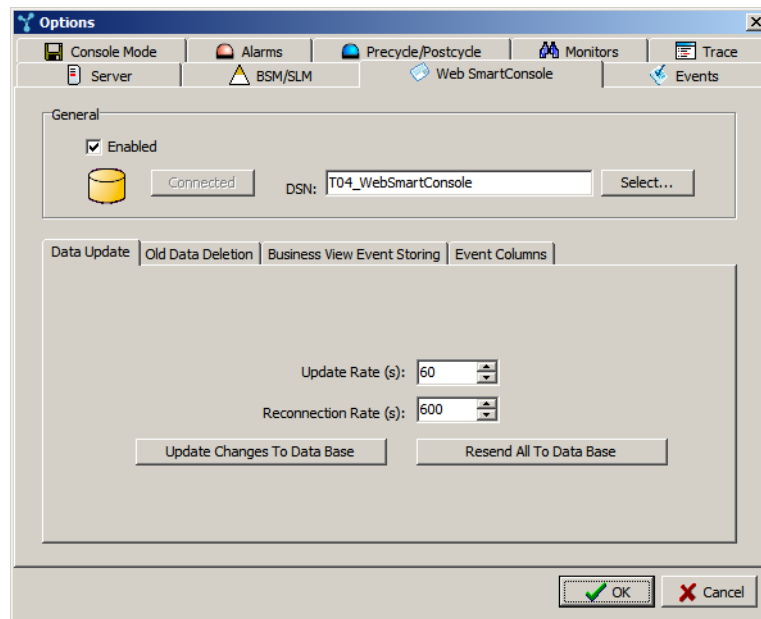 Options
Console Mode
Alarms
Precycle/Postcycle
Monitors
Trace
Server
BSM/SLM
Web SmartConsole
Events
General
Enabled
Connected
DSN: T04_WebSmartConsole
Select...
Data Update
Old Data Deletion
Business View Event Storing
Event Columns
Update Rate (s): 60
Reconnection Rate (s): 600
Update Changes To Data Base
Resend All To Data Base
OK
Cancel